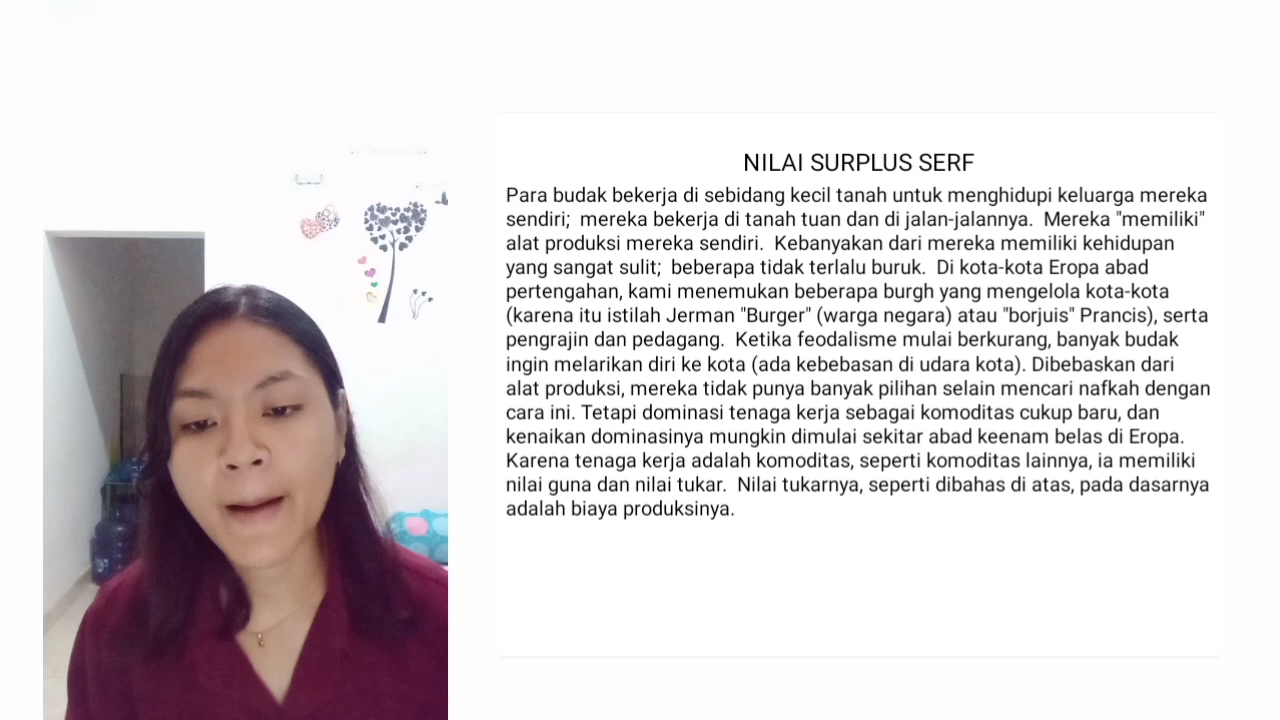 NILAI SURPLUS SERF
Para budak bekerja di sebidang kecil tanah untuk menghidupi keluarga mereka
sendiri;  mereka bekerja di tanah tuan dan di jalan-jalannya.  Mereka "memiliki"
alat produksi mereka sendiri.  Kebanyakan dari mereka memiliki kehidupan
yang sangat sulit;  beberapa tidak terlalu buruk.  Di kota-kota Eropa abad
pertengahan, kami menemukan beberapa burgh yang mengelola kota-kota
(karena itu istilah Jerman "Burger" (warga negara) atau "borjuis" Prancis), serta
pengrajin dan pedagang.  Ketika feodalisme mulai berkurang, banyak budak
ingin melarikan diri ke kota (ada kebebasan di udara kota). Dibebaskan dari
alat produksi, mereka tidak punya banyak pilihan selain mencari nafkah dengan
cara ini. Tetapi dominasi tenaga kerja sebagai komoditas cukup baru, dan
kenaikan dominasinya mungkin dimulai sekitar abad keenam belas di Eropa.
Karena tenaga kerja adalah komoditas, seperti komoditas lainnya, ia memiliki
nilai guna dan nilai tukar.  Nilai tukarnya, seperti dibahas di atas, pada dasarnya
adalah biaya produksinya.